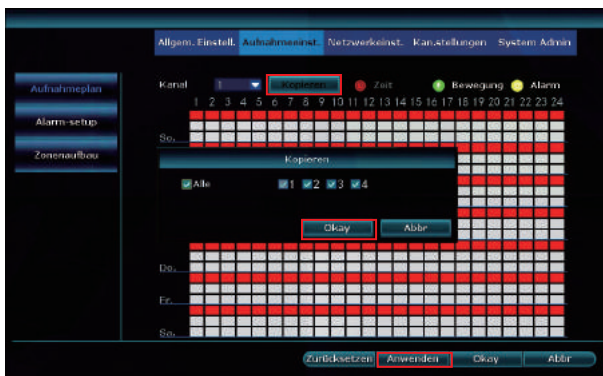 Allgem. Einstell. Aufnahmeeinst. Netzwerkeinst. Kan.stellungen System Admin
Aufnahmeplan
Alarm-setup
Zonenaufbau
Kanal 1 Kopieren Zeit Bewegung Alarm
1 2 3 4 5 6 7 8 9 10 11 12 13 14 15 16 17 18 19 20 21 22 23 24
So.
Kopieren
Alle 1 2 3 4
Okay Abbr
Do.
Fr.
Sa.
Zurücksetzen Anwenden Okay Abbr